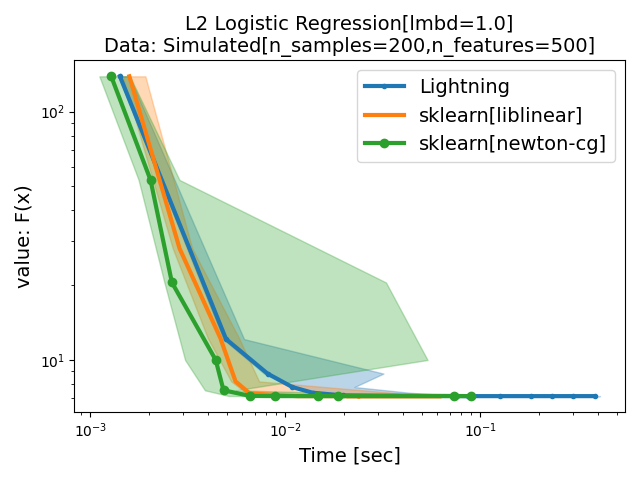 L2 Logistic Regression[lmbd=1.0]
Data: Simulated[n_samples=200,n_features=500]
Lightning
sklearn[liblinear]
sklearn[newton-cg]
value: F(x)
10²
10¹
10⁻³
10⁻²
10⁻¹
Time [sec]